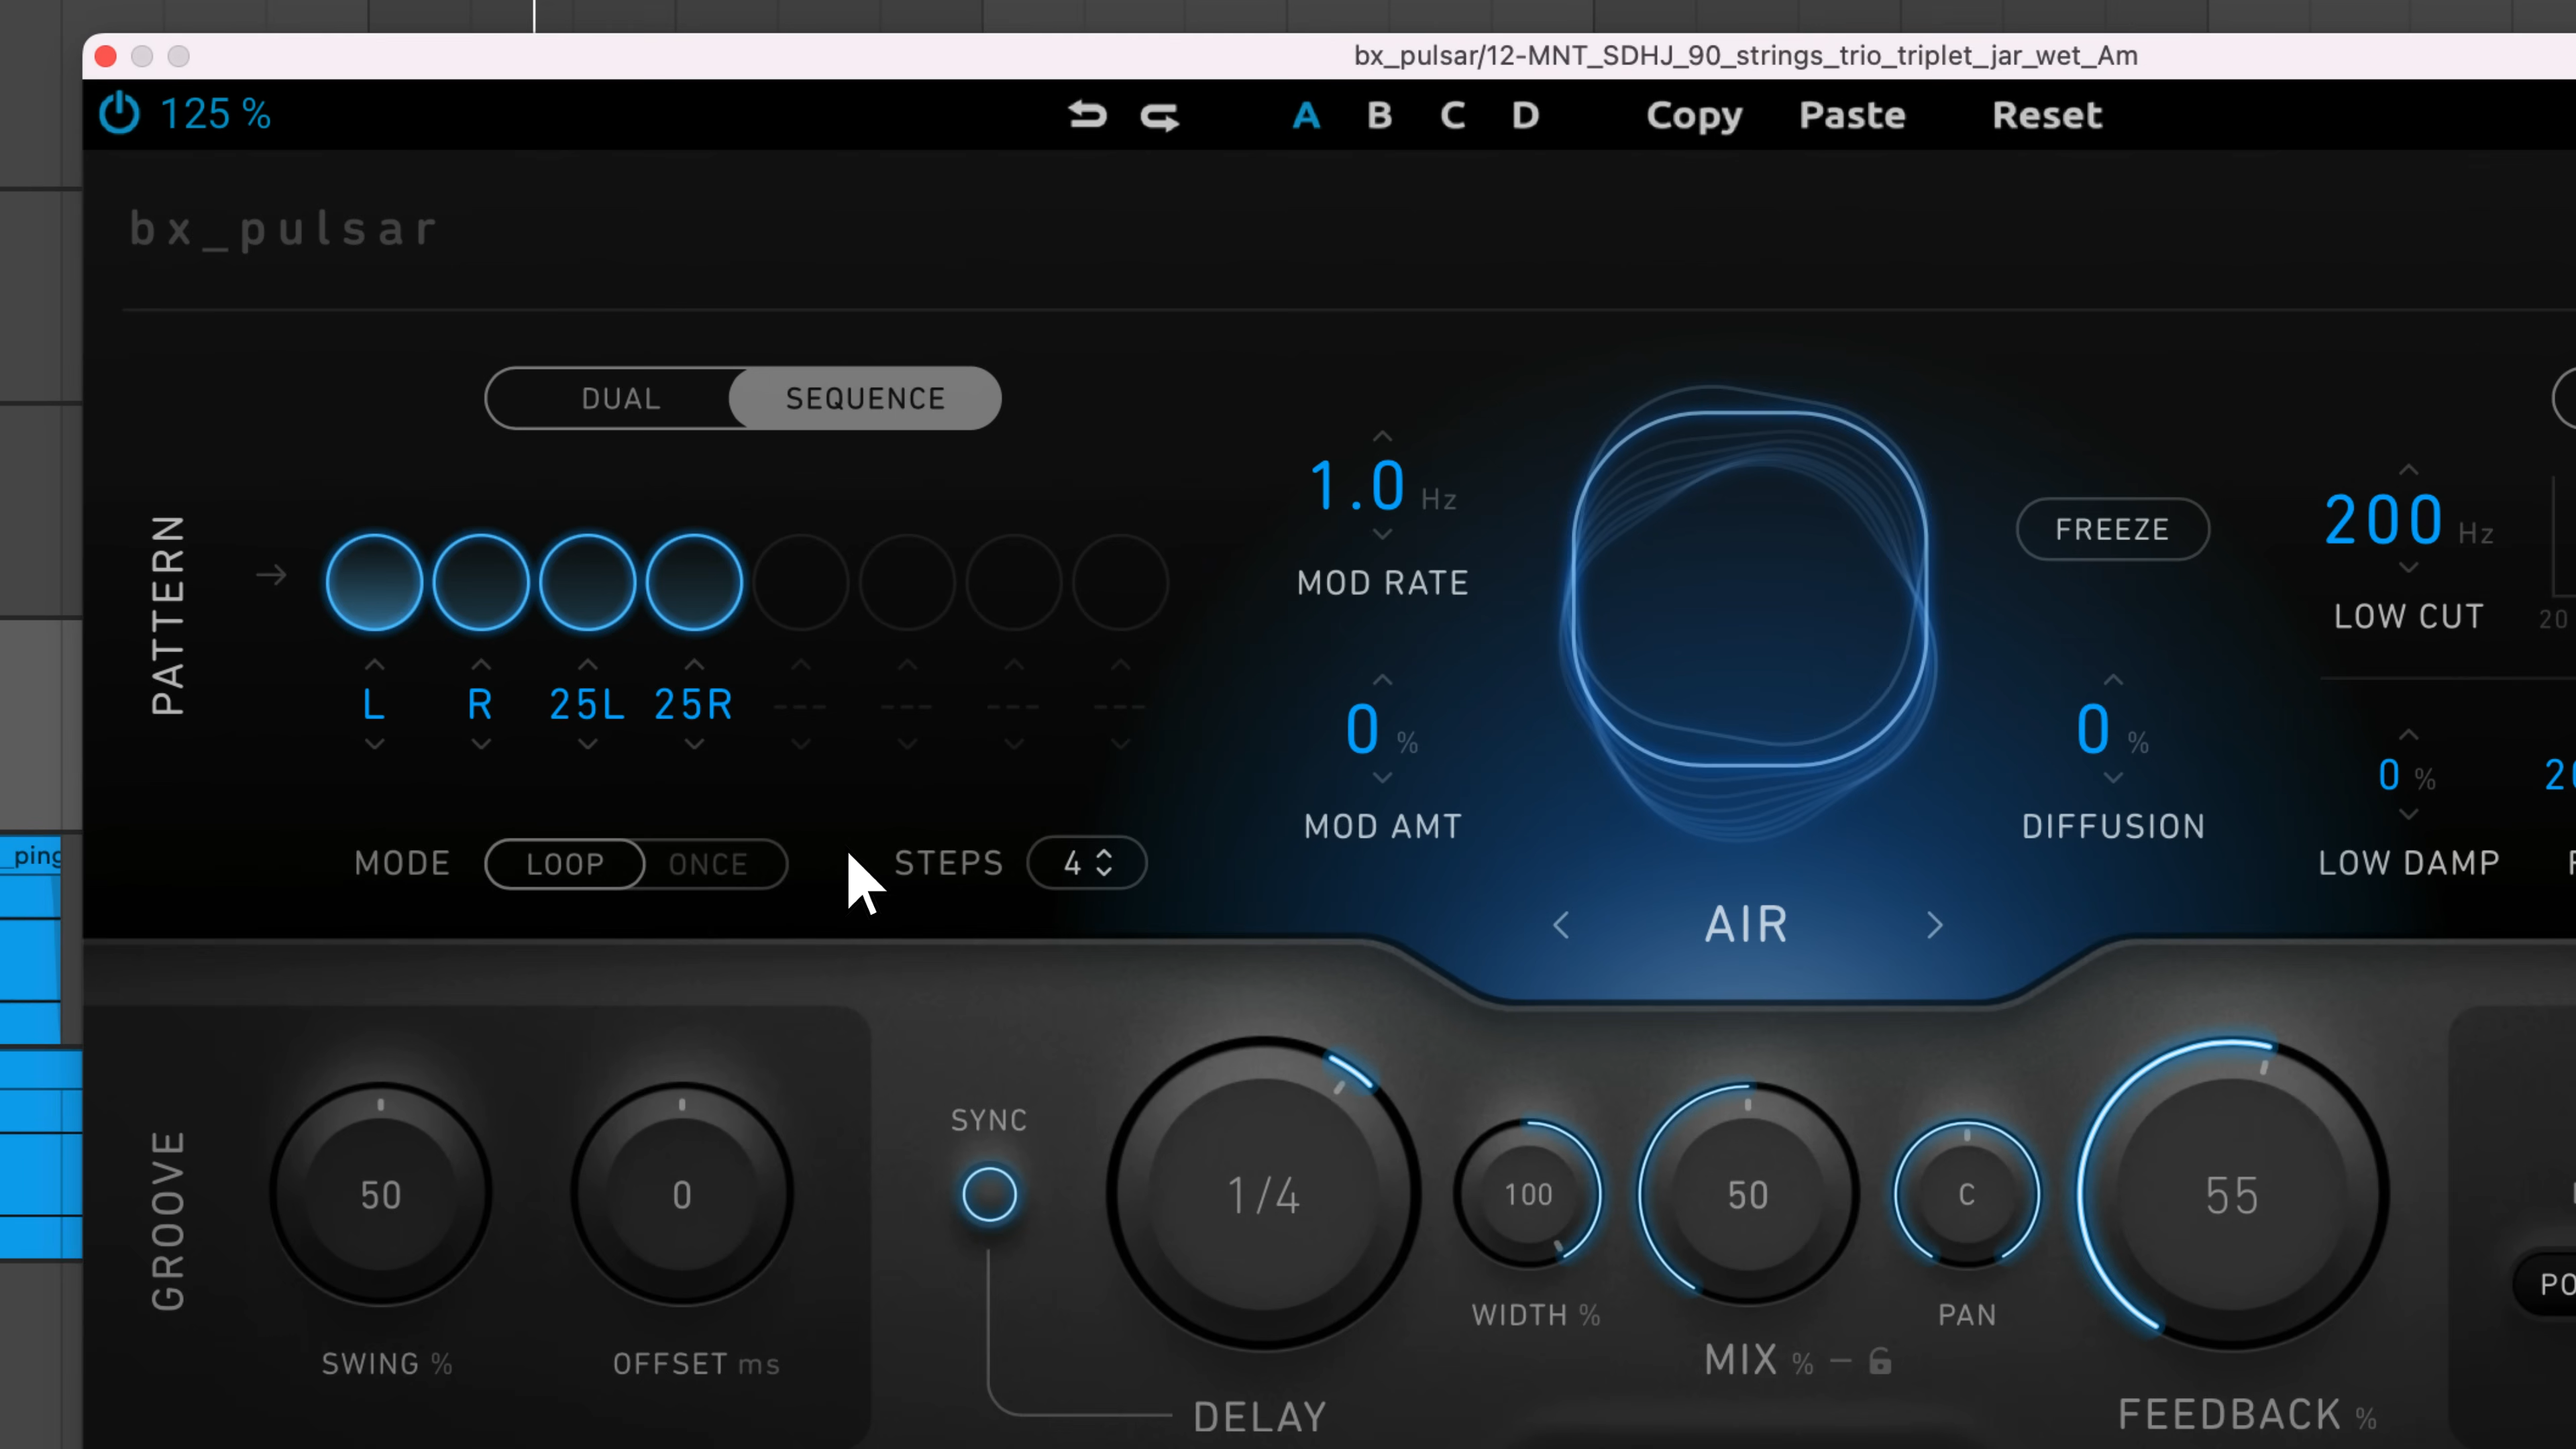 bx_pulsar/12-MNT_SDHJ_90_strings_trio_triplet_jar_wet_Am
125 %
A B C D Copy Paste Reset
bx_pulsar
DUAL SEQUENCE
PATTERN
L R 25L 25R --- --- --- ---
MODE LOOP ONCE STEPS 4
1.0 Hz
MOD RATE
0 %
MOD AMT
FREEZE
0 %
DIFFUSION
AIR
200 Hz
LOW CUT
20
0 %
LOW DAMP
_ping
GROOVE
50
SWING %
0
OFFSET ms
SYNC
1/4
DELAY
100
WIDTH %
50
MIX % –
C
PAN
55
FEEDBACK %